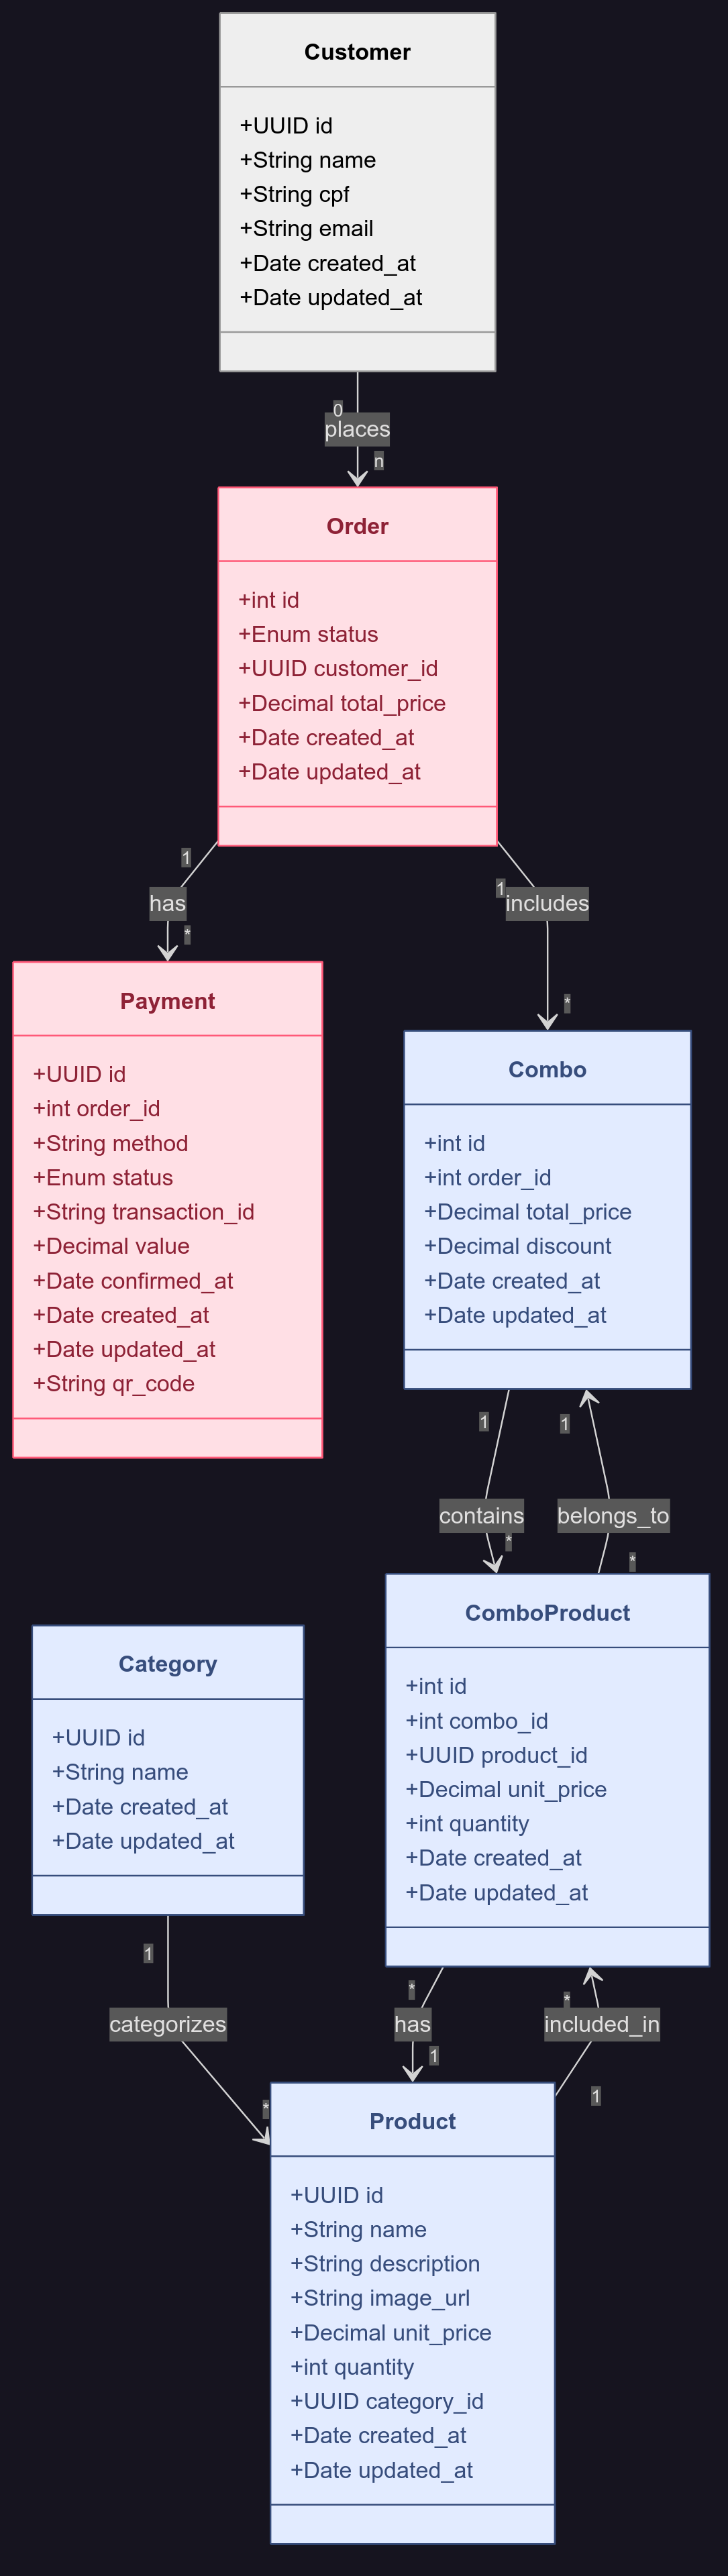 Customer
+UUID id
+String name
+String cpf
+String email
+Date created_at
+Date updated_at
0
places
n
Order
+int id
+Enum status
+UUID customer_id
+Decimal total_price
+Date created_at
+Date updated_at
1
has
*
1
includes
*
Payment
+UUID id
+int order_id
+String method
+Enum status
+String transaction_id
+Decimal value
+Date confirmed_at
+Date created_at
+Date updated_at
+String qr_code
Combo
+int id
+int order_id
+Decimal total_price
+Decimal discount
+Date created_at
+Date updated_at
1
contains
*
1
belongs_to
*
Category
+UUID id
+String name
+Date created_at
+Date updated_at
ComboProduct
+int id
+int combo_id
+UUID product_id
+Decimal unit_price
+int quantity
+Date created_at
+Date updated_at
1
categorizes
*
*
has
1
*
included_in
1
Product
+UUID id
+String name
+String description
+String image_url
+Decimal unit_price
+int quantity
+UUID category_id
+Date created_at
+Date updated_at